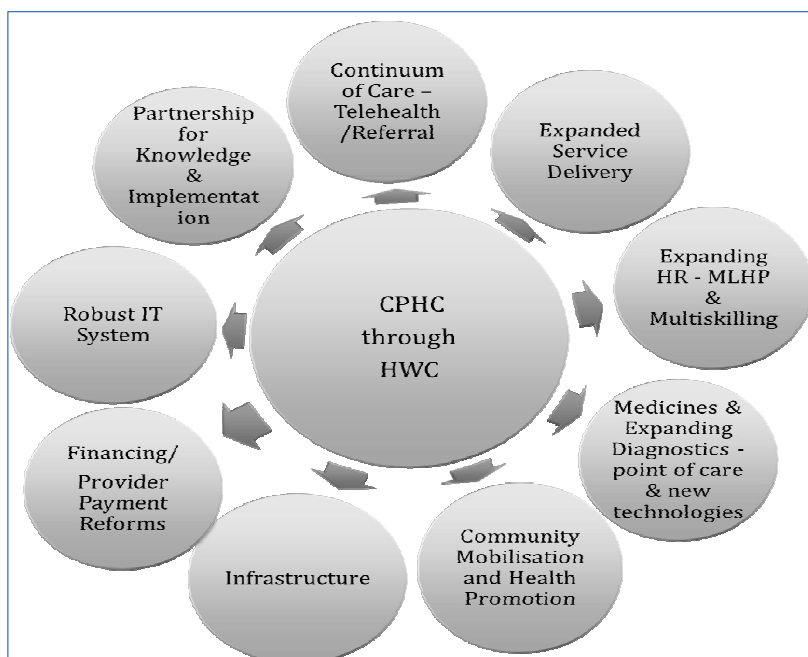 Continuum
of Care –
Telehealth
/Referral
Expanded
Service
Delivery
Expanding
HR - MLHP
&
Multiskilling
Medicines &
Expanding
Diagnostics -
point of care
& new
technologies
Community
Mobilisation
and Health
Promotion
Infrastructure
Financing/
Provider
Payment
Reforms
Robust IT
System
Partnership
for
Knowledge
&
Implementat
ion
CPHC
through
HWC